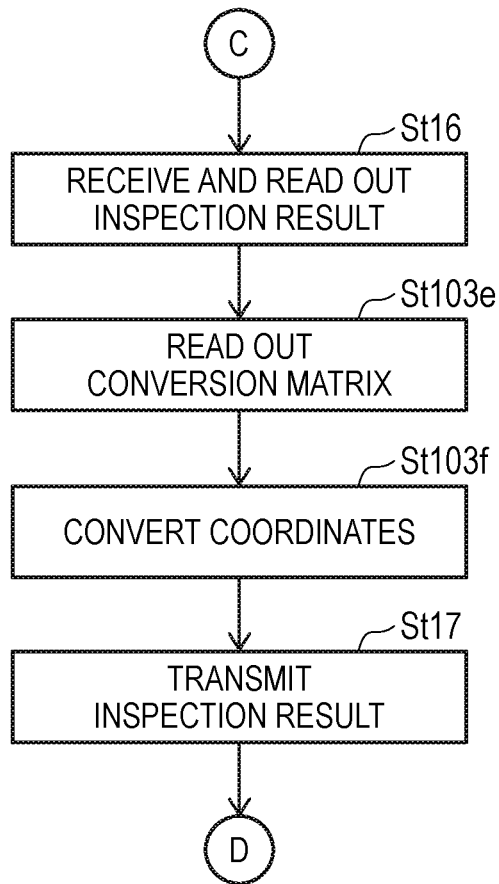 C
St16
RECEIVE AND READ OUT
INSPECTION RESULT
St103e
READ OUT
CONVERSION MATRIX
St103f
CONVERT COORDINATES
St17
TRANSMIT
INSPECTION RESULT
D